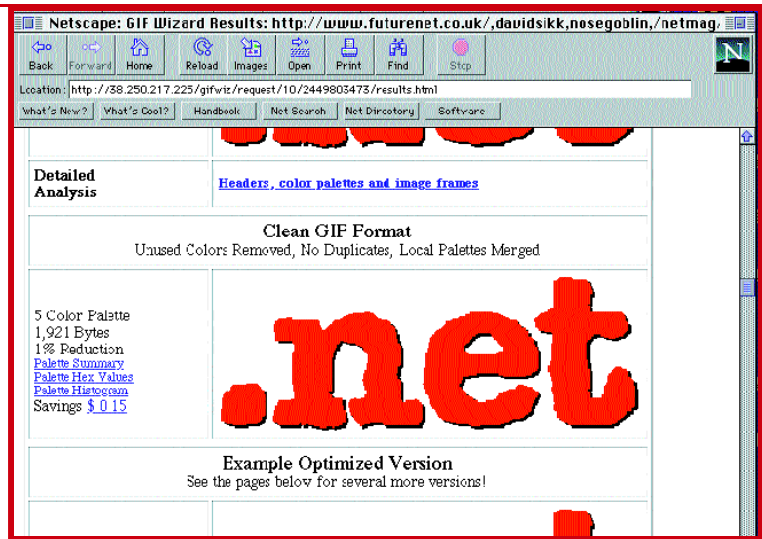 Netscape: GIF Wizard Results: http://www.futurenet.co.uk/,davidsikk,nosegoblin,/netmag.
Back Forward Home Reload Images Open Print Find Stop
N
Location: http://38.250.217.225/gifwiz/request/10/2449803473/results.html
What's New? What's Cool? Handbook Net Search Net Directory Software
Detailed
Analysis
Headers, color palettes and image frames
Clean GIF Format
Unused Colors Removed, No Duplicates, Local Palettes Merged
5 Color Palette
1,921 Bytes
1% Reduction
Palette Summary
Palette Hex Values
Palette Histogram
Savings $ 0.15
.net
Example Optimized Version
See the pages below for several more versions!